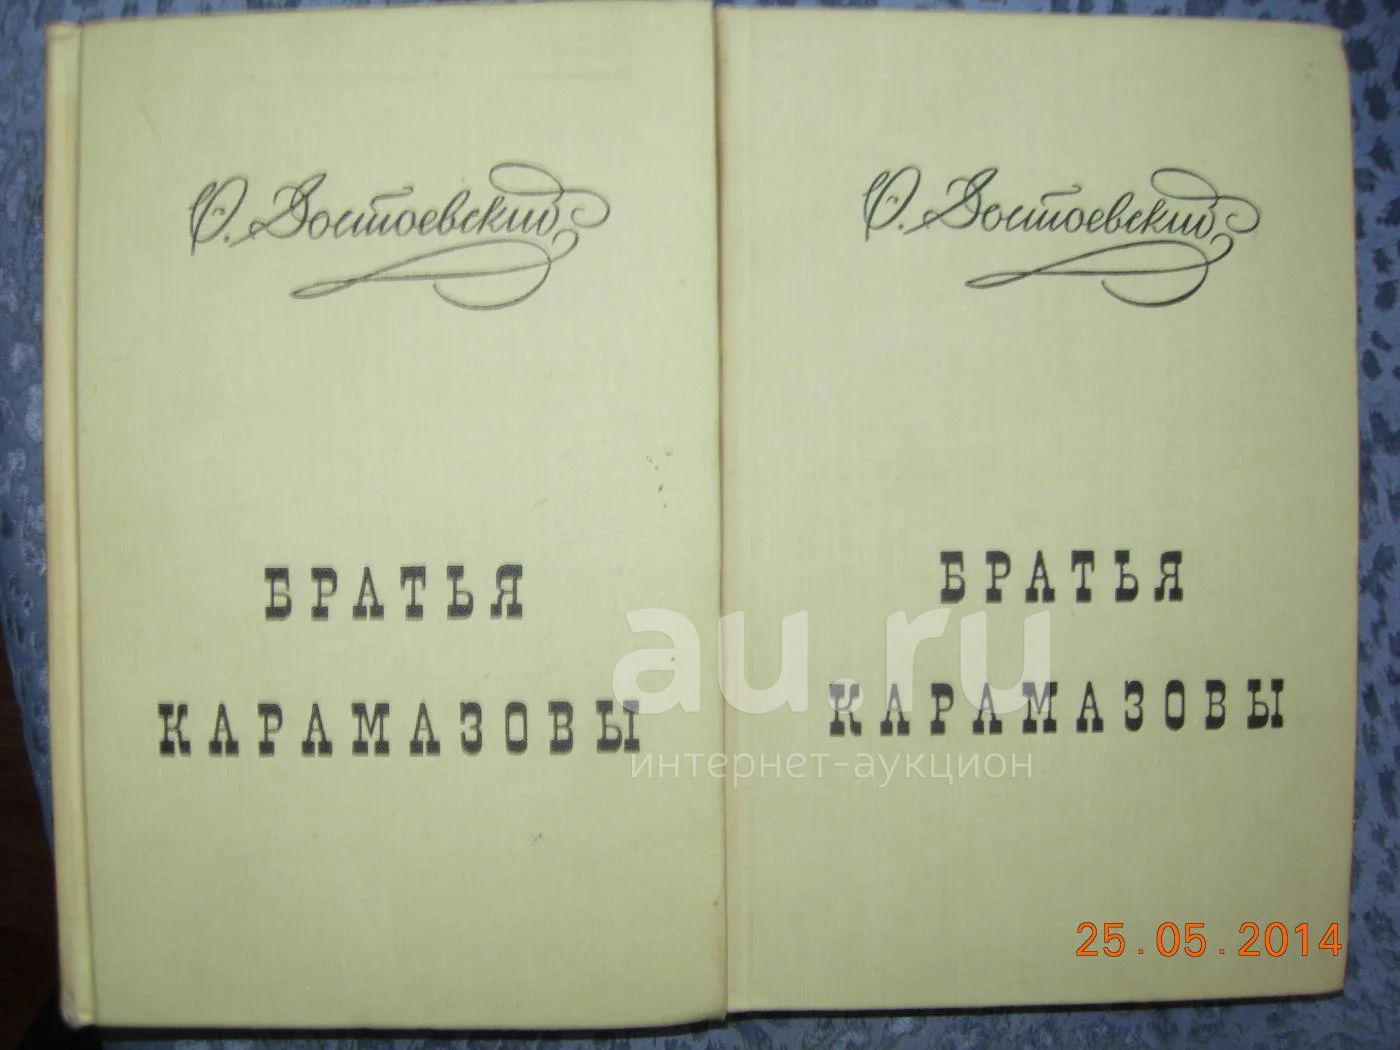 Ф. Достоевский
БРАТЬЯ
КАРАМАЗОВЫ
Ф. Достоевский
БРАТЬЯ
КАРАМАЗОВЫ
au.ru
интернет-аукцион
25.05.2014